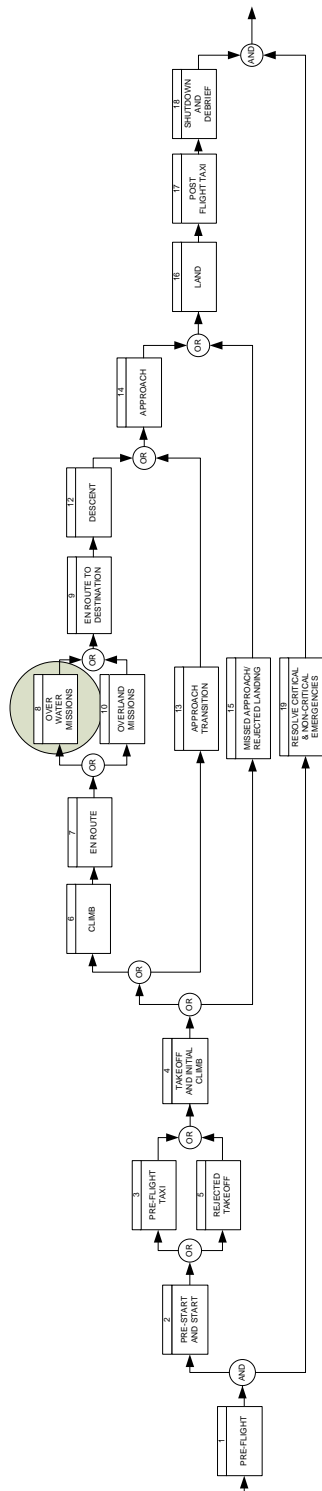 1
PRE-FLIGHT
AND
2
PRE-START
AND START
OR
3
PRE-FLIGHT
TAXI
5
REJECTED
TAKEOFF
OR
4
TAKEOFF
AND INITIAL
CLIMB
OR
OR
6
CLIMB
7
EN ROUTE
OR
8
OVER
WATER
MISSIONS
10
OVERLAND
MISSIONS
OR
9
EN ROUTE TO
DESTINATION
12
DESCENT
13
APPROACH
TRANSITION
OR
14
APPROACH
15
MISSED APPROACH/
REJECTED LANDING
OR
16
LAND
17
POST
FLIGHT TAXI
18
SHUTDOWN
AND
DEBRIEF
19
RESOLVE CRITICAL
& NON-CRITICAL
EMERGENCIES
AND